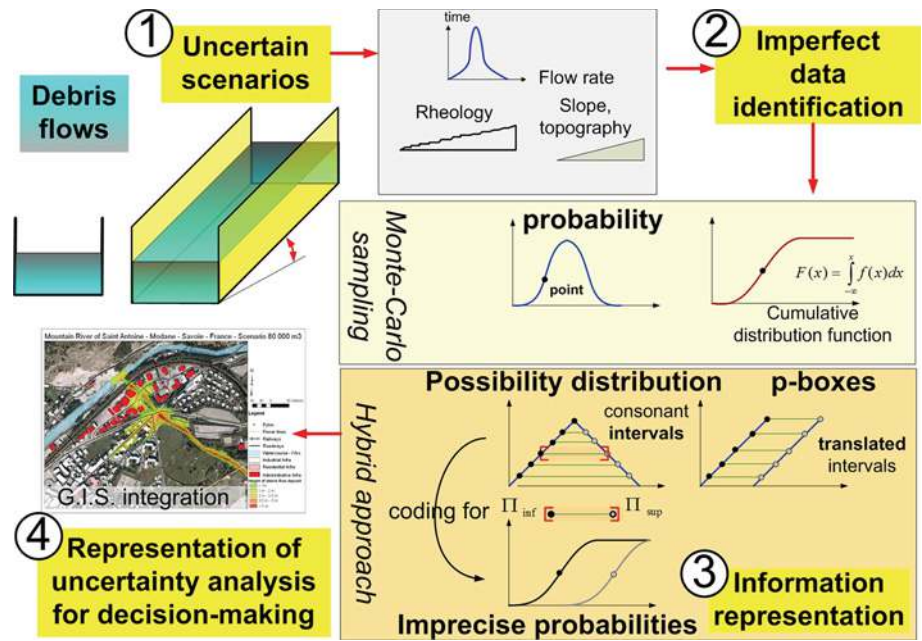 1
Uncertain
scenarios
Debris
flows
time
Flow rate
Rheology
Slope,
topography
2
Imperfect
data
identification
Monte-Carlo
sampling
probability
point
F(x) = ∫ f(x)dx
x
-∞
Cumulative
distribution function
Hybrid approach
Possibility distribution
consonant
intervals
p-boxes
translated
intervals
coding for
Π inf
Π sup
Imprecise probabilities
3
Information
representation
Mountain River of Saint Antoine - Modane - Savoie - France - Scenario 80 000 m3
Legend
G.I.S. integration
4
Representation of
uncertainty analysis
for decision-making